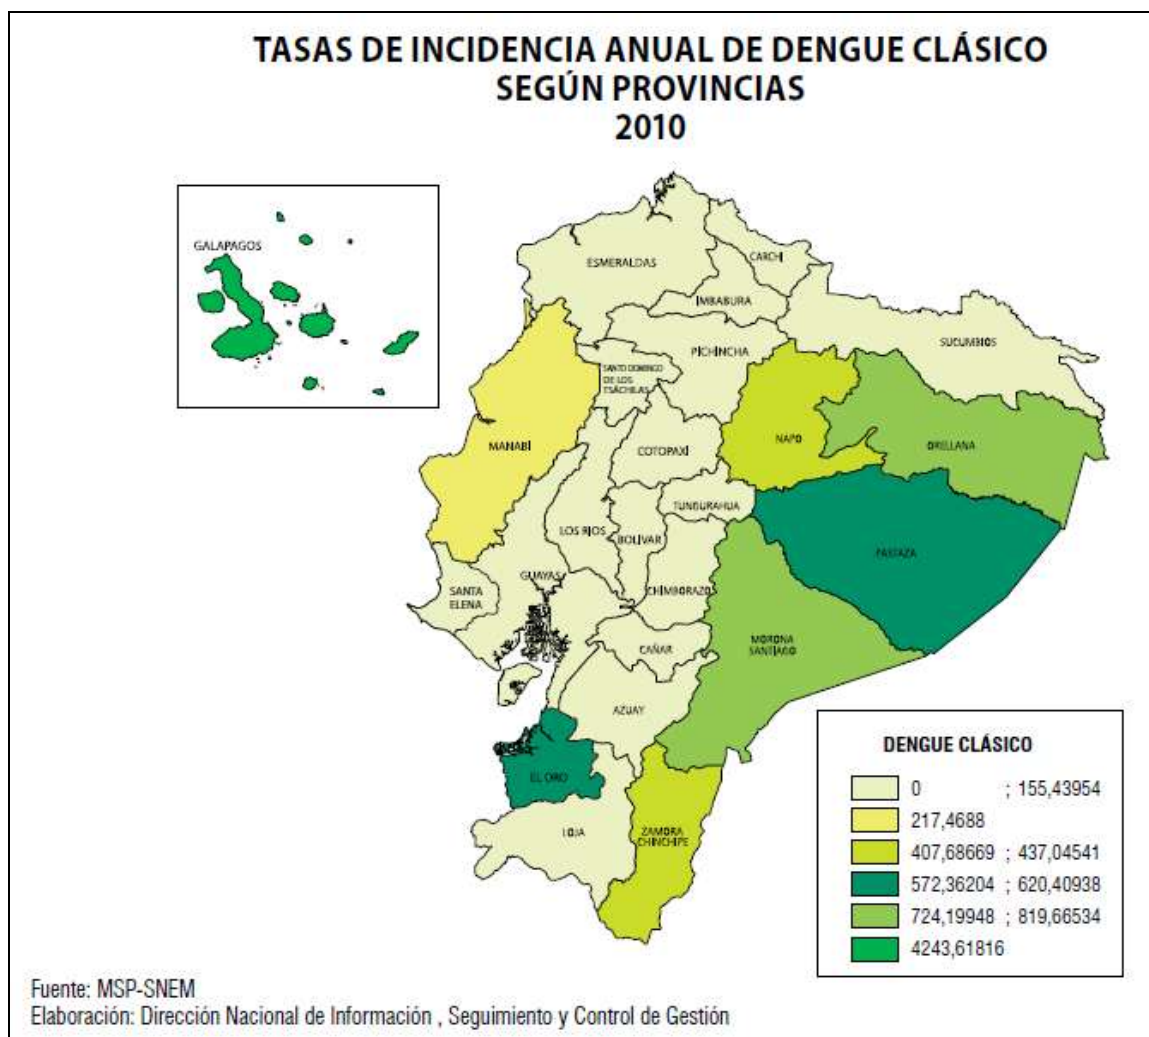 TASAS DE INCIDENCIA ANUAL DE DENGUE CLÁSICO
SEGÚN PROVINCIAS
2010
GALAPAGOS
ESMERALDAS
CARCHI
IMBABURA
SUCUMBIOS
PICHINCHA
SANTO DOMINGO
DE LOS
TSÁCHILAS
MANABÍ
COTOPAXÍ
NAPO
ORELLANA
TUNGURAHUA
LOS RIOS
BOLÍVAR
PASTAZA
GUAYAS
SANTA
ELENA
CHIMBORAZO
CAÑAR
MORONA
SANTIAGO
AZUAY
EL ORO
LOJA
ZAMORA
CHINCHIPE
DENGUE CLÁSICO
0 ; 155,43954
217,4688
407,68669 ; 437,04541
572,36204 ; 620,40938
724,19948 ; 819,66534
4243,61816
Fuente: MSP-SNEM
Elaboración: Dirección Nacional de Información , Seguimiento y Control de Gestión